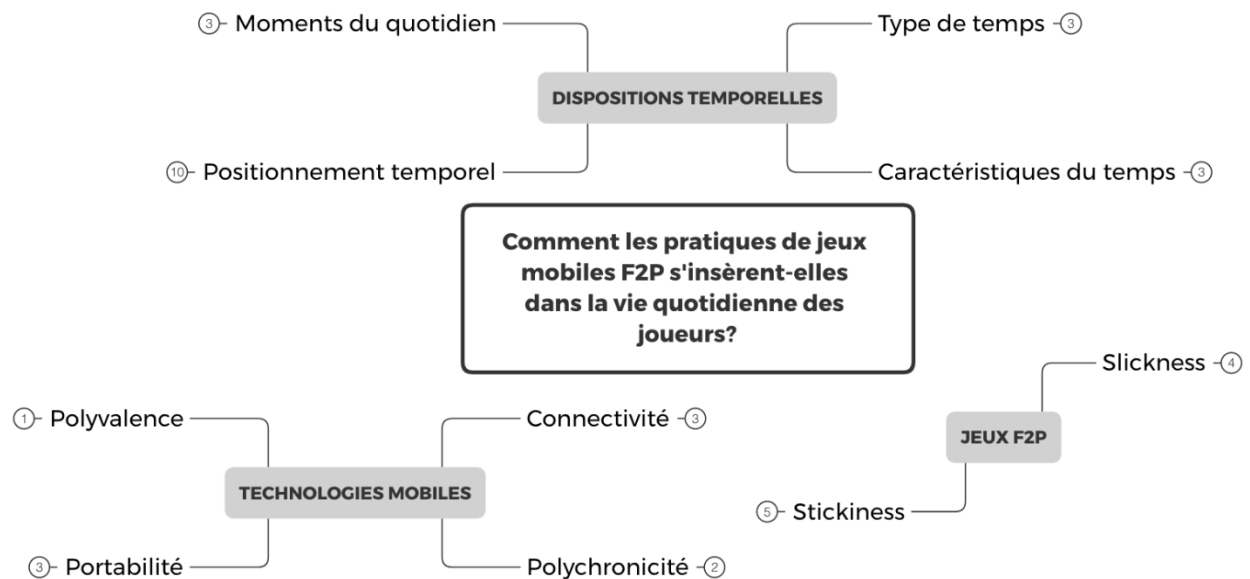 3 Moments du quotidien
Type de temps 3
DISPOSITIONS TEMPORELLES
10 Positionnement temporel
Caractéristiques du temps 3
Comment les pratiques de jeux
mobiles F2P s'insèrent-elles
dans la vie quotidienne des
joueurs?
Slickness 4
1 Polyvalence
Connectivité 3
JEUX F2P
TECHNOLOGIES MOBILES
5 Stickiness
3 Portabilité
Polychronicité 2